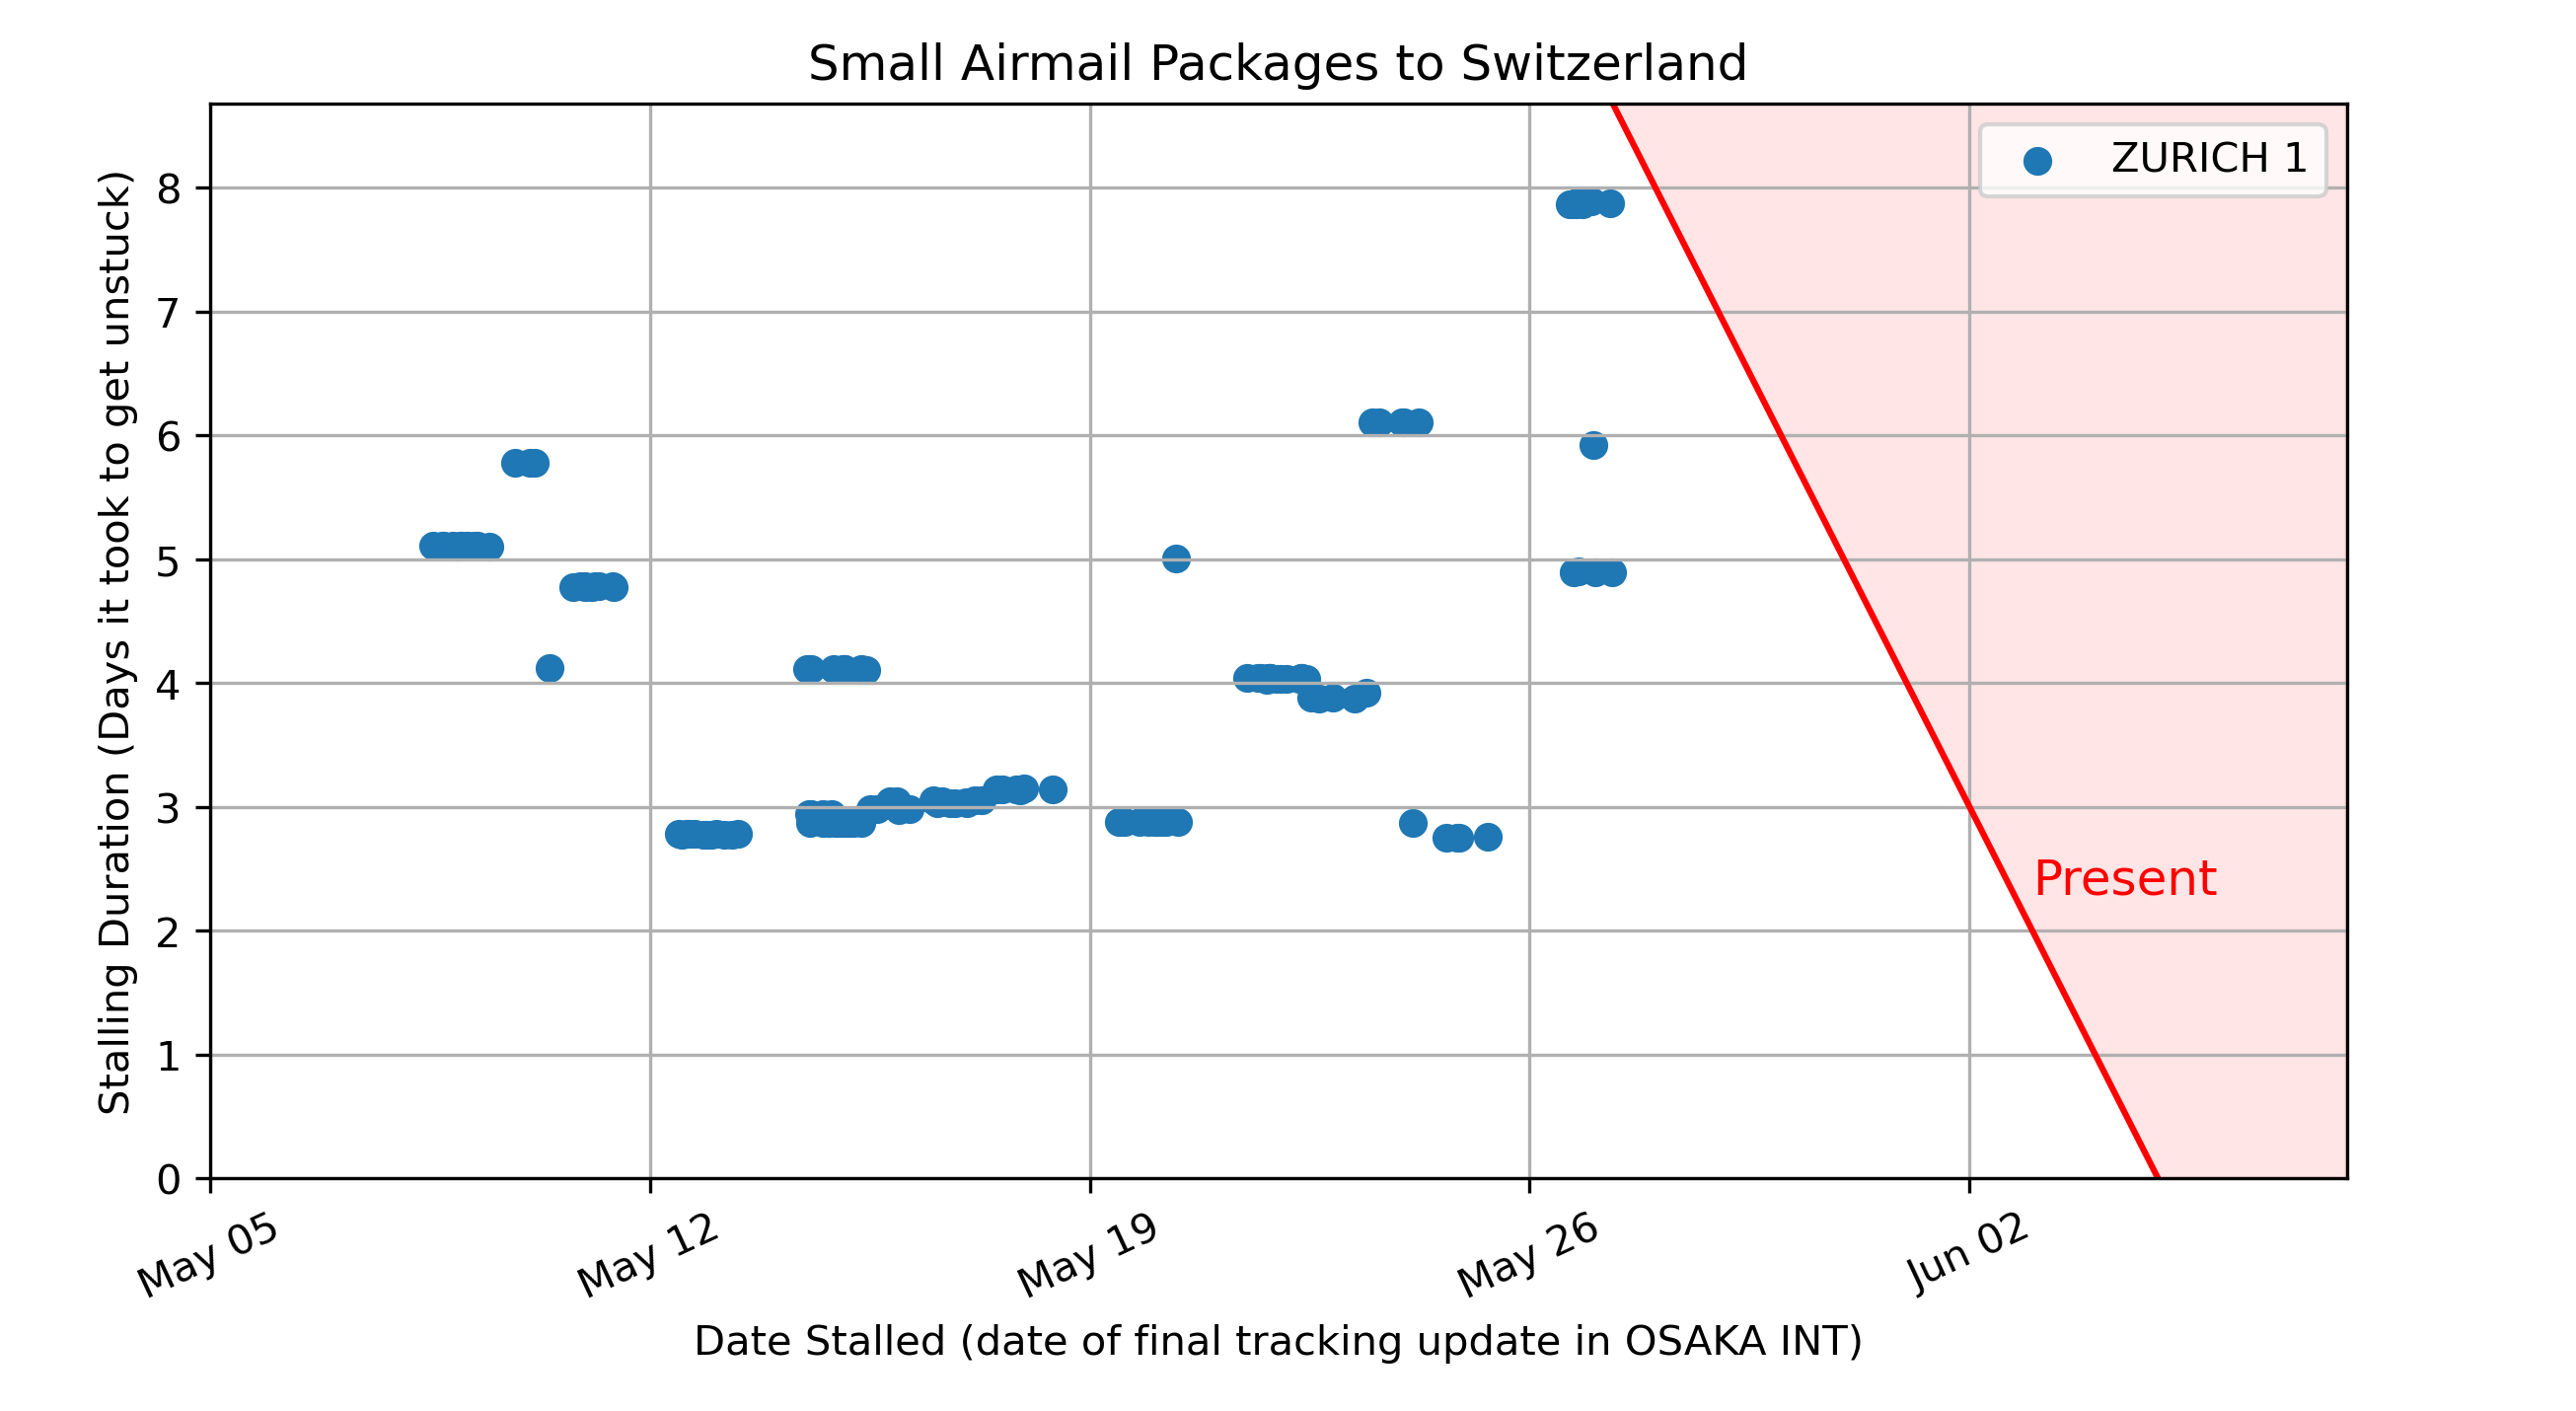 Small Airmail Packages to Switzerland
Stalling Duration (Days it took to get unstuck)
8
7
6
5
4
3
2
1
0
ZURICH 1
Present
May 05
May 12
May 19
May 26
Jun 02
Date Stalled (date of final tracking update in OSAKA INT)